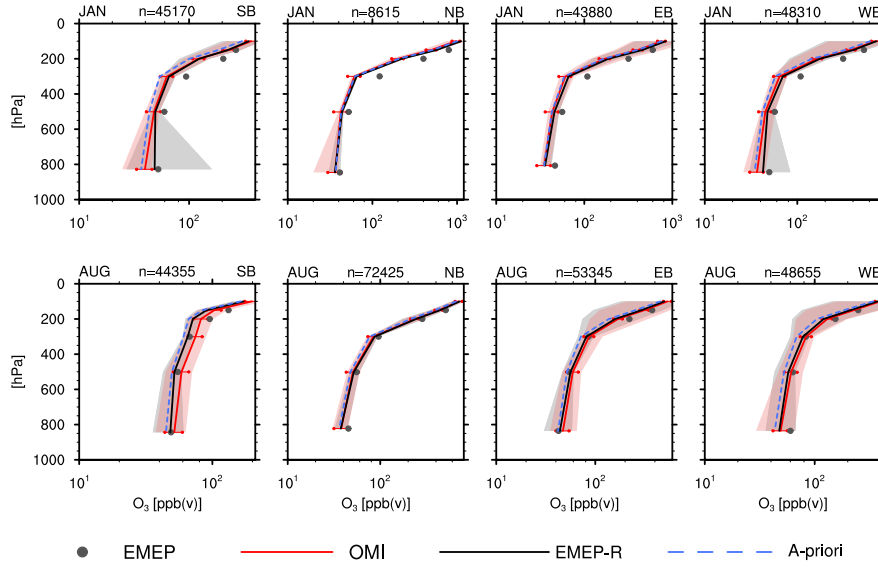 JAN n=45170 SB JAN n=8615 NB JAN n=43880 EB JAN n=48310 WB
0
200
400
600
800
1000
[hPa]
10¹ 10² 10¹ 10² 10³ 10¹ 10² 10³ 10¹ 10²
AUG n=44355 SB AUG n=72425 NB AUG n=53345 EB AUG n=48655 WB
0
200
400
600
800
1000
[hPa]
10¹ 10² 10¹ 10² 10¹ 10² 10¹ 10²
O₃ [ppb(v)] O₃ [ppb(v)] O₃ [ppb(v)] O₃ [ppb(v)]
EMEP OMI EMEP-R A-priori